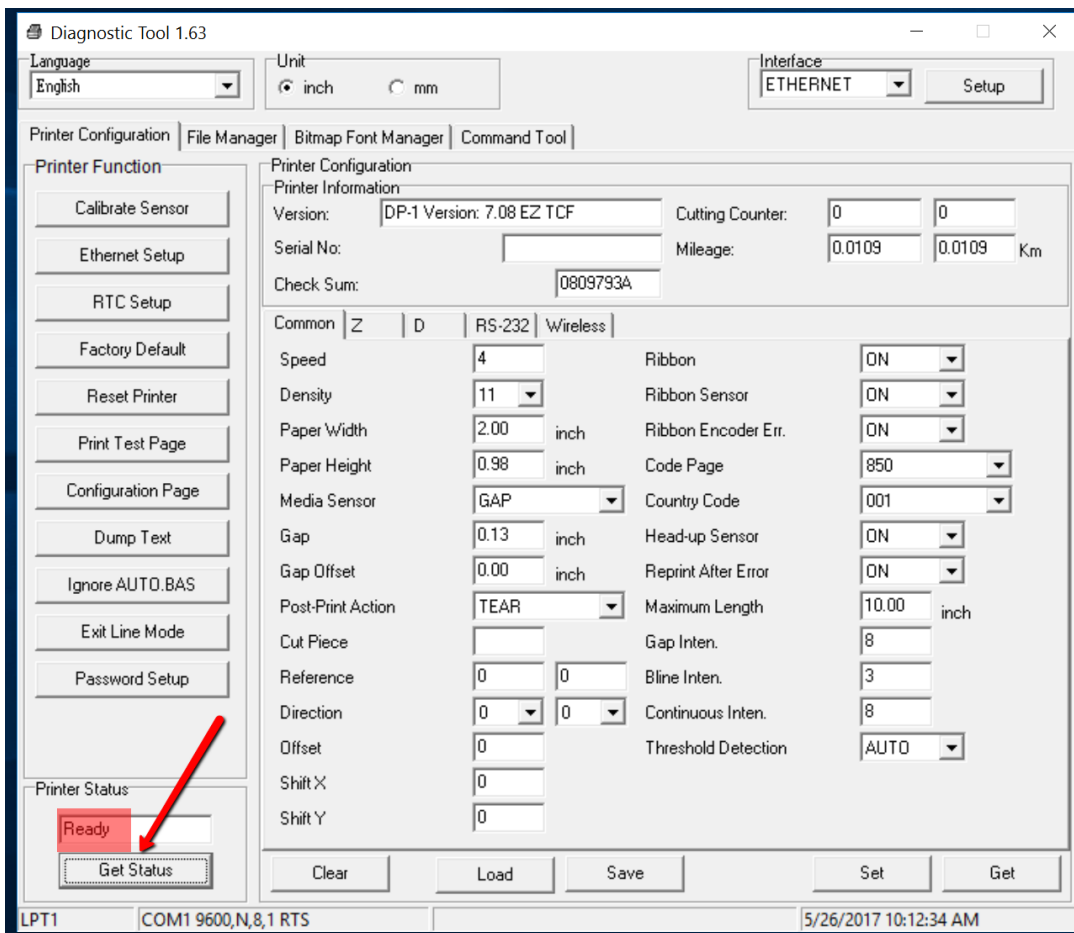 Diagnostic Tool 1.63
Language
Unit
Interface
English
inch
mm
ETHERNET
Setup
Printer Configuration
File Manager
Bitmap Font Manager
Command Tool
Printer Function
Calibrate Sensor
Ethernet Setup
RTC Setup
Factory Default
Reset Printer
Print Test Page
Configuration Page
Dump Text
Ignore AUTO.BAS
Exit Line Mode
Password Setup
Printer Status
Ready
Get Status
Printer Configuration
Printer Information
Version: DP-1 Version: 7.08 EZ TCF Cutting Counter: 0 0
Serial No: Mileage: 0.0109 0.0109 Km
Check Sum: 0809793A
Common Z D RS-232 Wireless
Speed 4 Ribbon ON
Density 11 Ribbon Sensor ON
Paper Width 2.00 inch Ribbon Encoder Err. ON
Paper Height 0.98 inch Code Page 850
Media Sensor GAP Country Code 001
Gap 0.13 inch Head-up Sensor ON
Gap Offset 0.00 inch Reprint After Error ON
Post-Print Action TEAR Maximum Length 10.00 inch
Cut Piece Gap Inten. 8
Reference 0 0 Bline Inten. 3
Direction 0 0 Continuous Inten. 8
Offset 0 Threshold Detection AUTO
Shift X 0
Shift Y 0
Clear Load Save Set Get
LPT1 COM1 9600,N,8,1 RTS 5/26/2017 10:12:34 AM